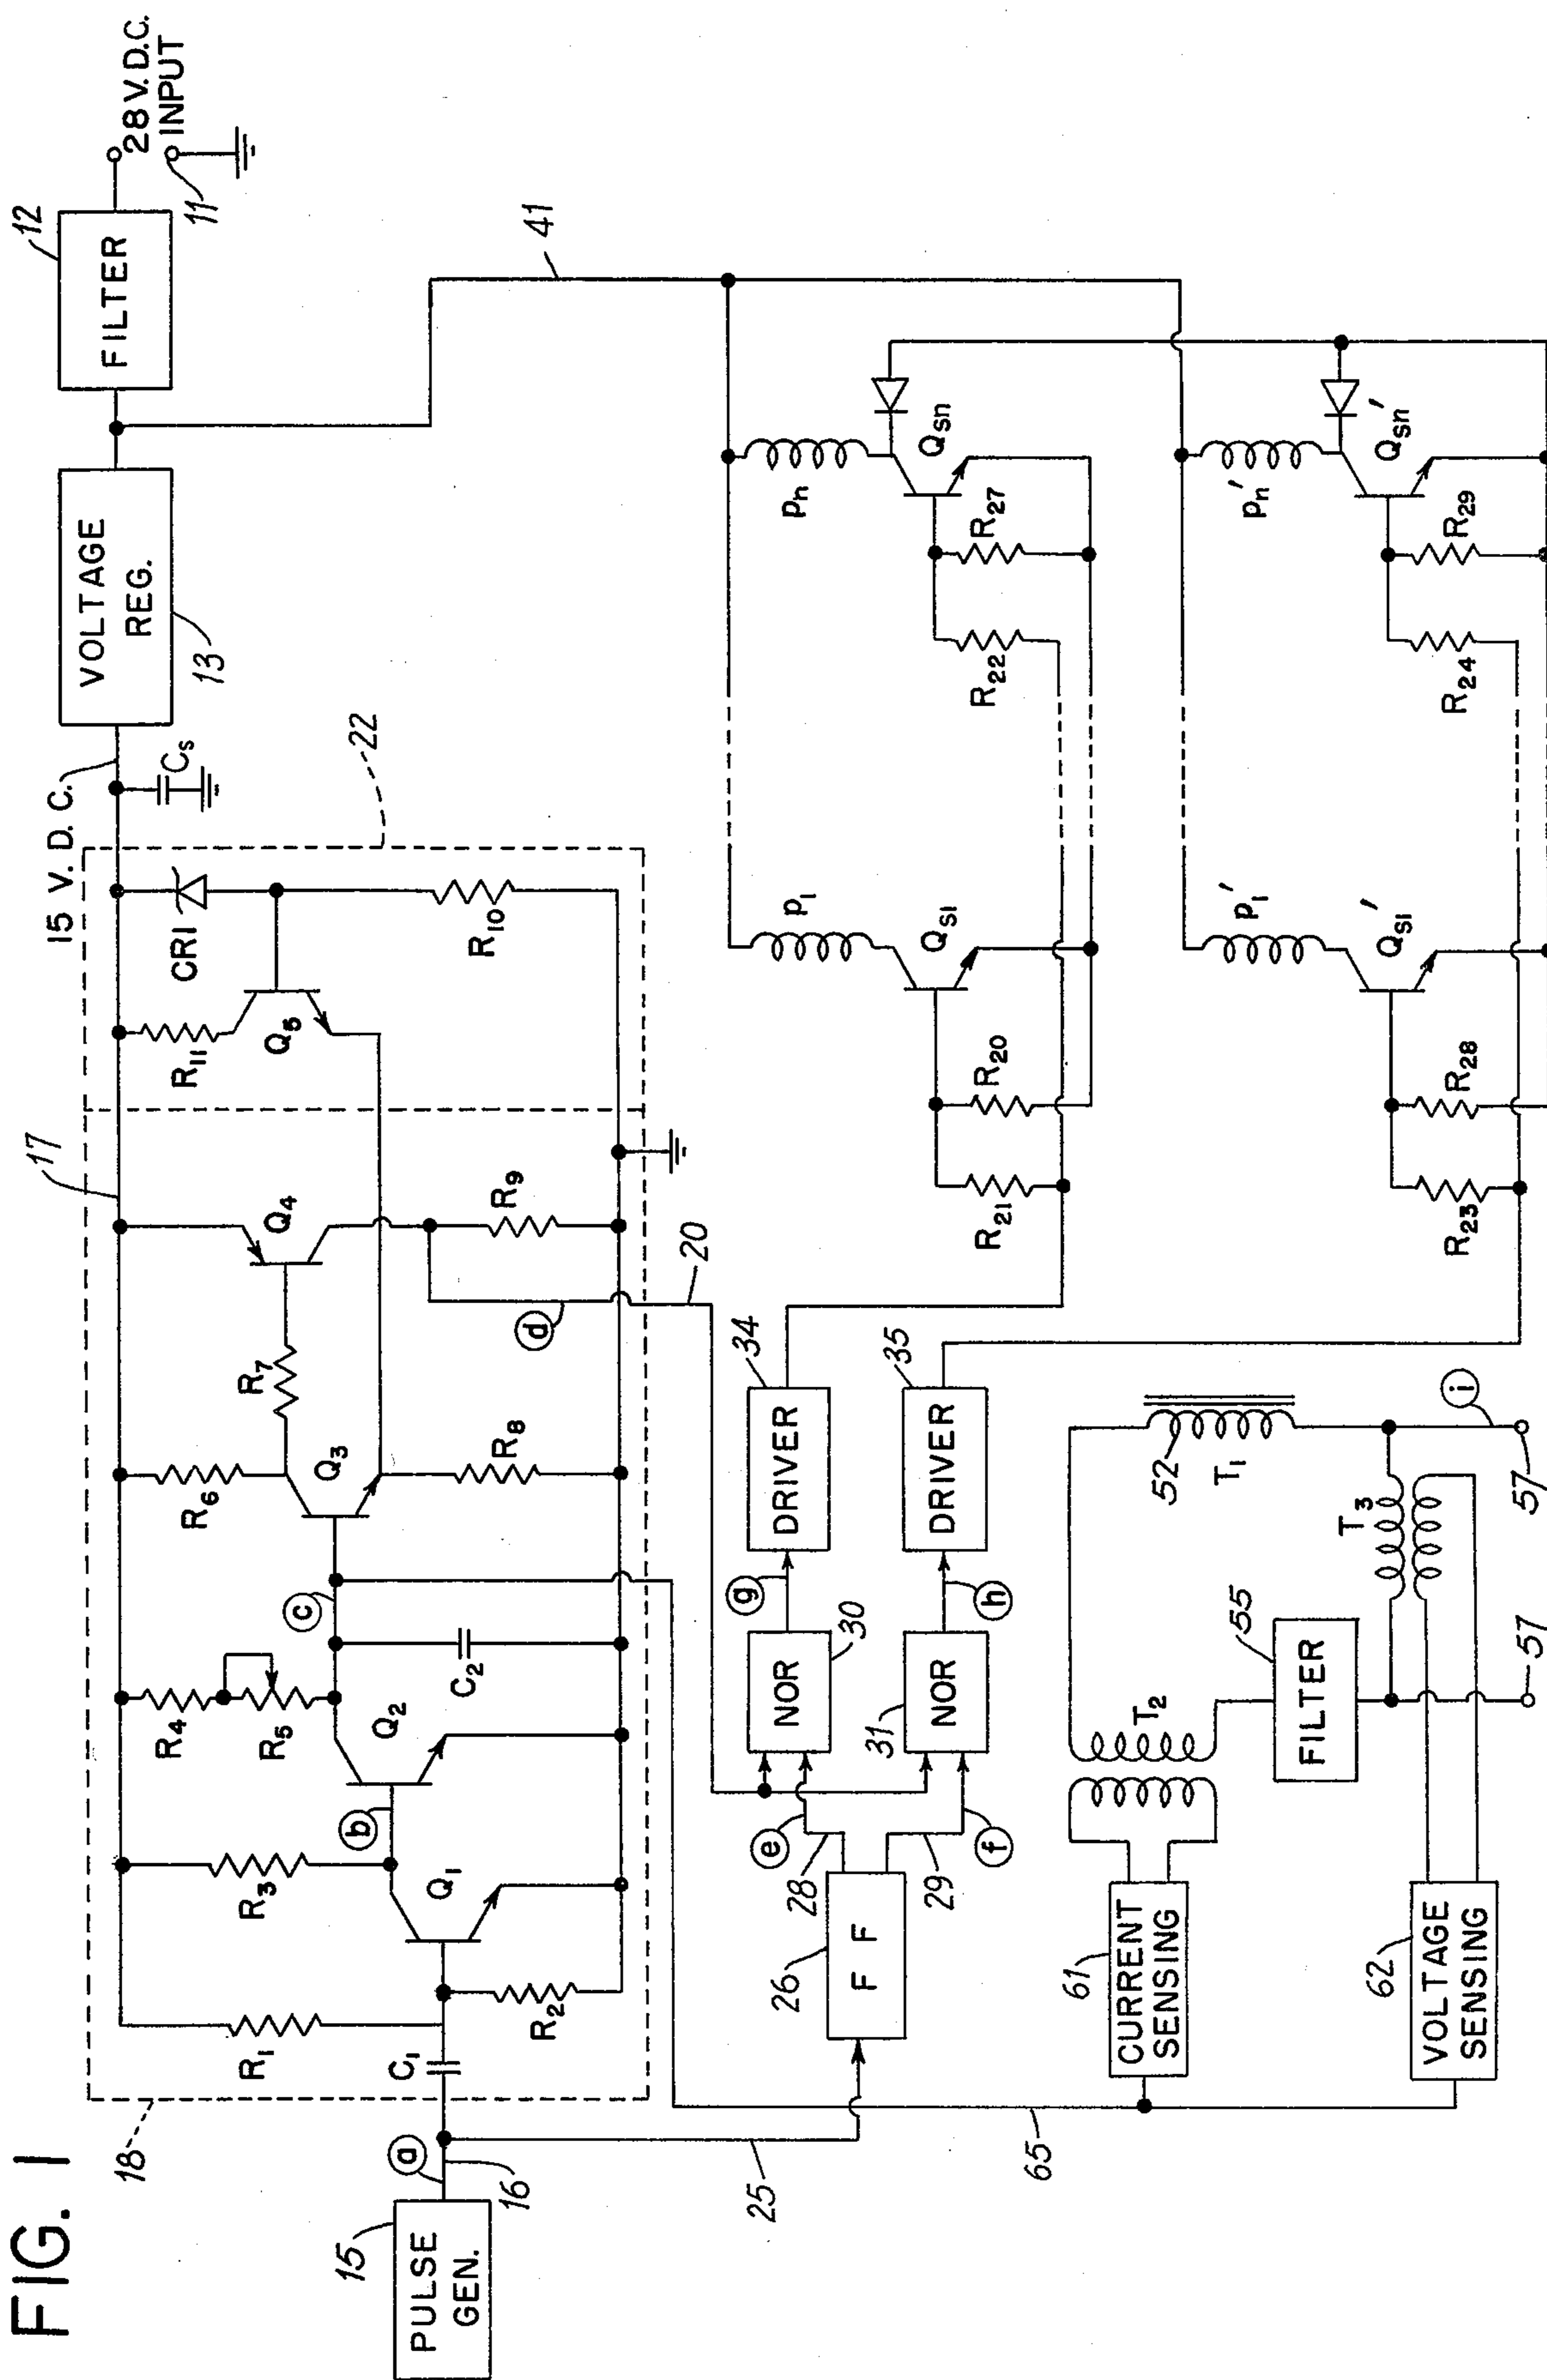 FIG. 1
28 V. D.C.
INPUT
11
12
FILTER
VOLTAGE
REG.
13
15 V. D. C.
Cs
17
22
18
15
PULSE
GEN.
a
16
C1
R1
R2
Q1
R3
b
Q2
R4
R5
c
C2
Q3
R6
R7
R8
Q4
R9
d
20
R11
Q5
CR1
R10
25
26
F F
28
e
29
f
NOR
30
31
NOR
g
h
DRIVER
34
DRIVER
35
41
P1
QS1
R20
R21
Pn
QSn
R27
R22
P1'
QS1'
R28
R23
Pn'
QSn'
R29
R24
65
61
CURRENT
SENSING
62
VOLTAGE
SENSING
T2
52
T1
55
FILTER
T3
i
57
57